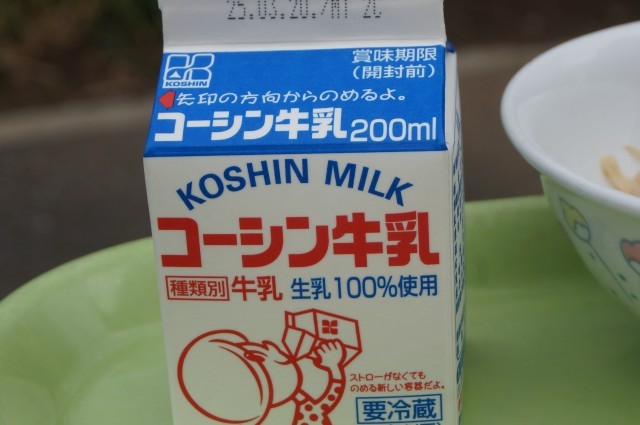 25.03.20./HY 2C
KOSHIN
賞味期限
(開封前)
矢印の方向からのめるよ。
コーシン牛乳200ml
KOSHIN MILK
コーシン牛乳
種類別 牛乳 生乳100%使用
ストローがなくても
のめる新しい容器だよ。
要冷蔵